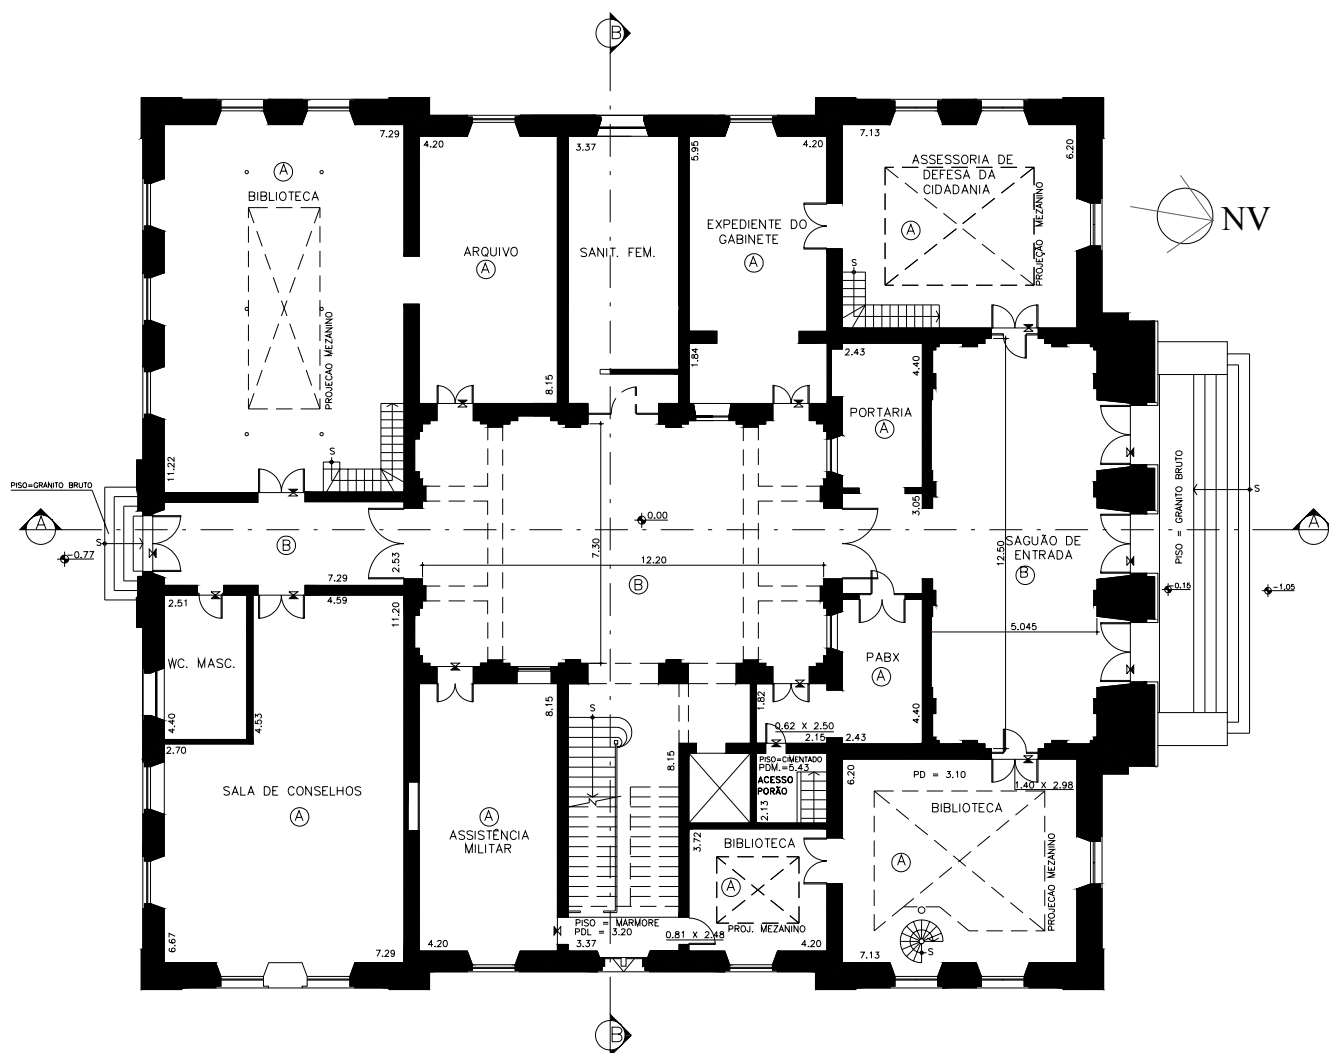 B
7.29
4.20
3.37
5.95
4.20
7.13
6.20
A
BIBLIOTECA
ARQUIVO
A
SANIT. FEM.
EXPEDIENTE DO
GABINETE
A
ASSESSORIA DE
DEFESA DA
CIDADANIA
A
PROJEÇÃO MEZANINO
S
NV
PROJECAO MEZANINO
11.22
S
8.15
1.84
2.43
4.40
PORTARIA
A
3.05
PISO=GRANITO BRUTO
A
S
-0.77
B
7.29
2.53
0.00
7.30
12.20
B
SAGUÃO DE
ENTRADA
B
12.50
5.045
PISO = GRANITO BRUTO
S
A
-0.15
-1.05
2.51
4.59
11.20
WC. MASC.
4.40
4.53
2.70
SALA DE CONSELHOS
A
6.67
7.29
8.15
A
ASSISTÊNCIA
MILITAR
4.20
S
8.15
PISO = MARMORE
PDL = 3.20
3.37
0.81 X 2.48
1.82
0.62 X 2.50
2.15
2.43
PABX
A
4.40
PISO=CIMENTADO
PDM.=5.43
ACESSO
PORÃO
2.13
3.72
BIBLIOTECA
A
PROJ. MEZANINO
4.20
6.20
PD = 3.10
1.40 X 2.98
BIBLIOTECA
A
PROJECAO MEZANINO
S
7.13
B